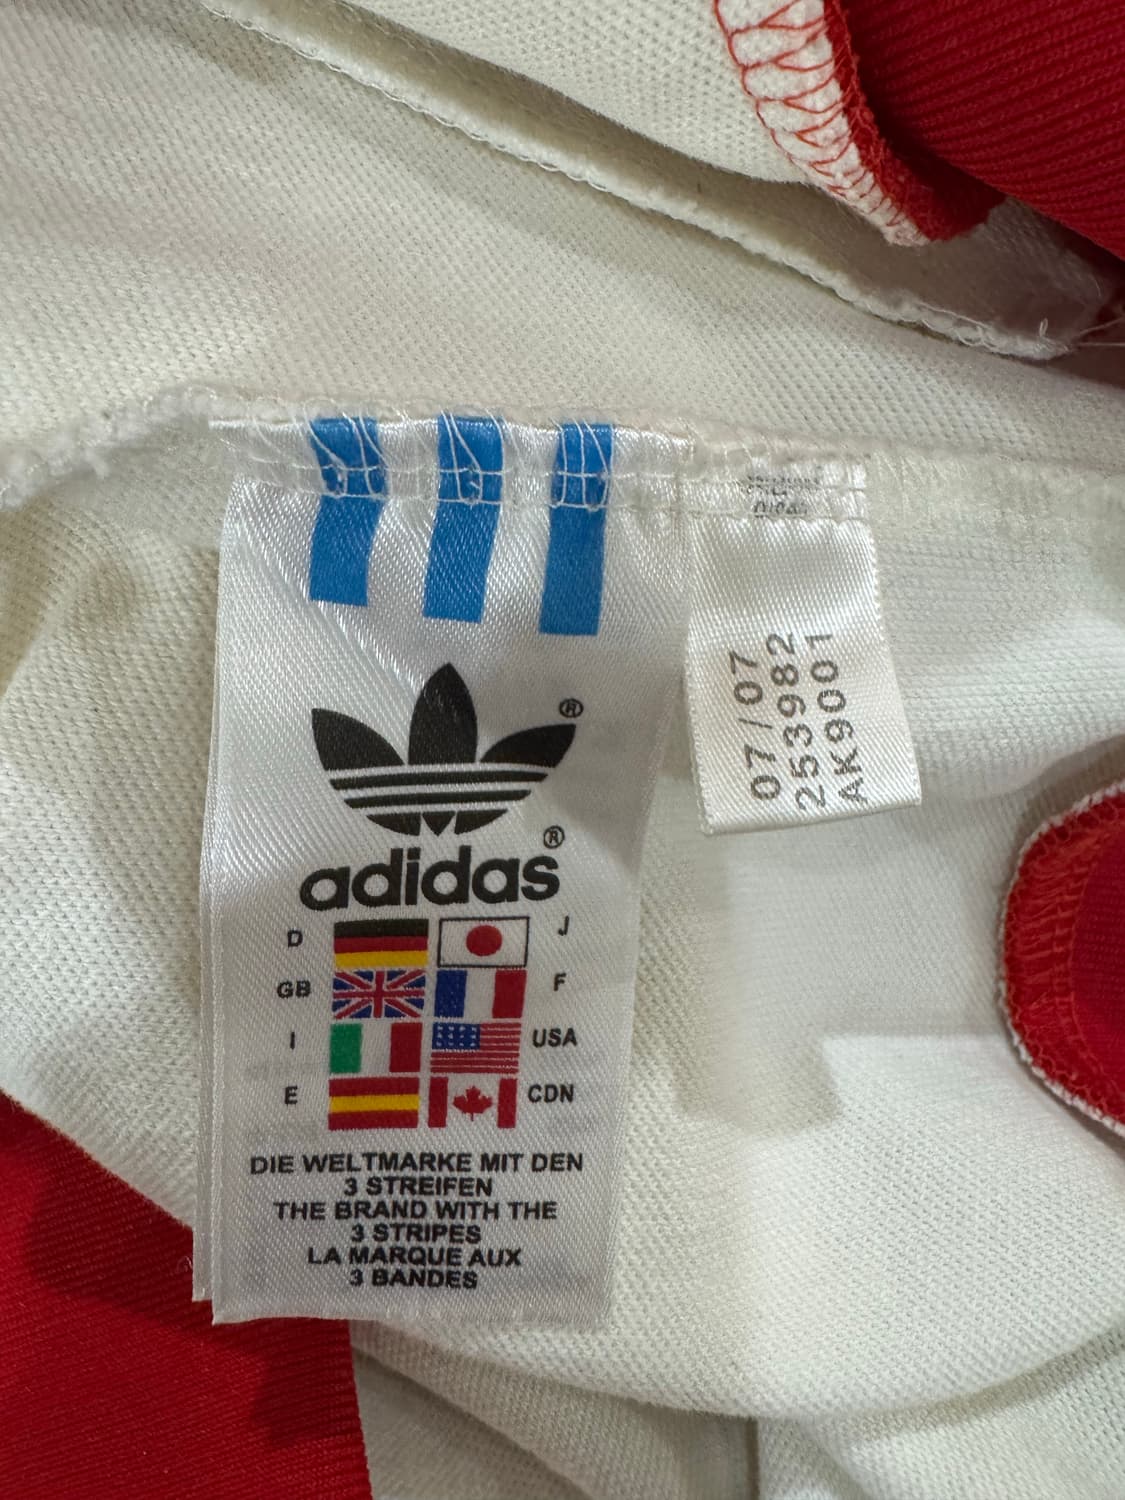 ®
adidas®
D J
GB F
I USA
E CDN
DIE WELTMARKE MIT DEN
3 STREIFEN
THE BRAND WITH THE
3 STRIPES
LA MARQUE AUX
3 BANDES
07/07
253982
AK9001